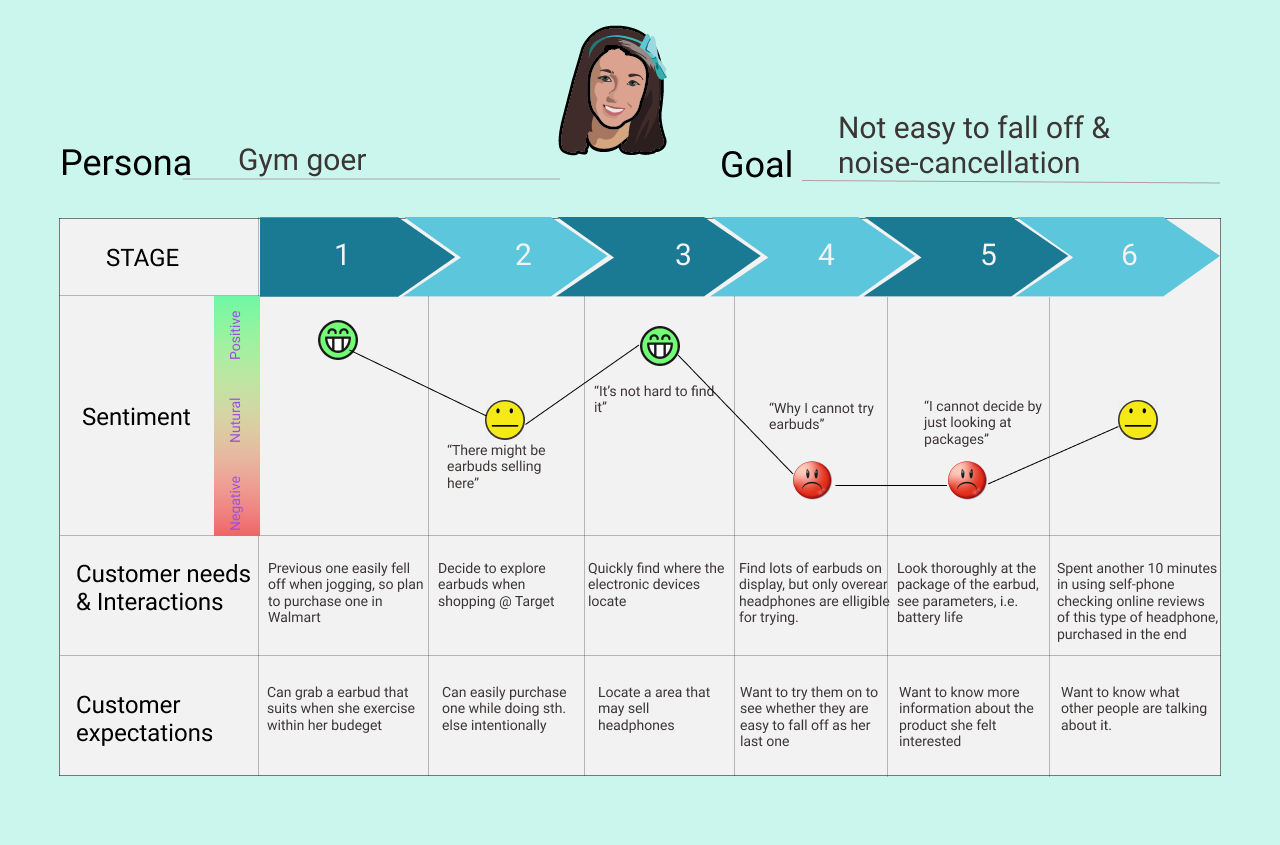 Persona
Gym goer
Goal
Not easy to fall off &
noise-cancellation
STAGE
1
2
3
4
5
6
Sentiment
Positive
Nutural
Negative
“There might be
earbuds selling
here”
“It’s not hard to find
it”
“Why I cannot try
earbuds”
“I cannot decide by
just looking at
packages”
Customer needs
& Interactions
Previous one easily fell
off when jogging, so plan
to purchase one in
Walmart
Decide to explore
earbuds when
shopping @ Target
Quickly find where the
electronic devices
locate
Find lots of earbuds on
display, but only overear
headphones are elligible
for trying.
Look thoroughly at the
package of the earbud,
see parameters, i.e.
battery life
Spent another 10 minutes
in using self-phone
checking online reviews
of this type of headphone,
purchased in the end
Customer
expectations
Can grab a earbud that
suits when she exercise
within her budeget
Can easily purchase
one while doing sth.
else intentionally
Locate a area that
may sell
headphones
Want to try them on to
see whether they are
easy to fall off as her
last one
Want to know more
information about the
product she felt
interested
Want to know what
other people are talking
about it.